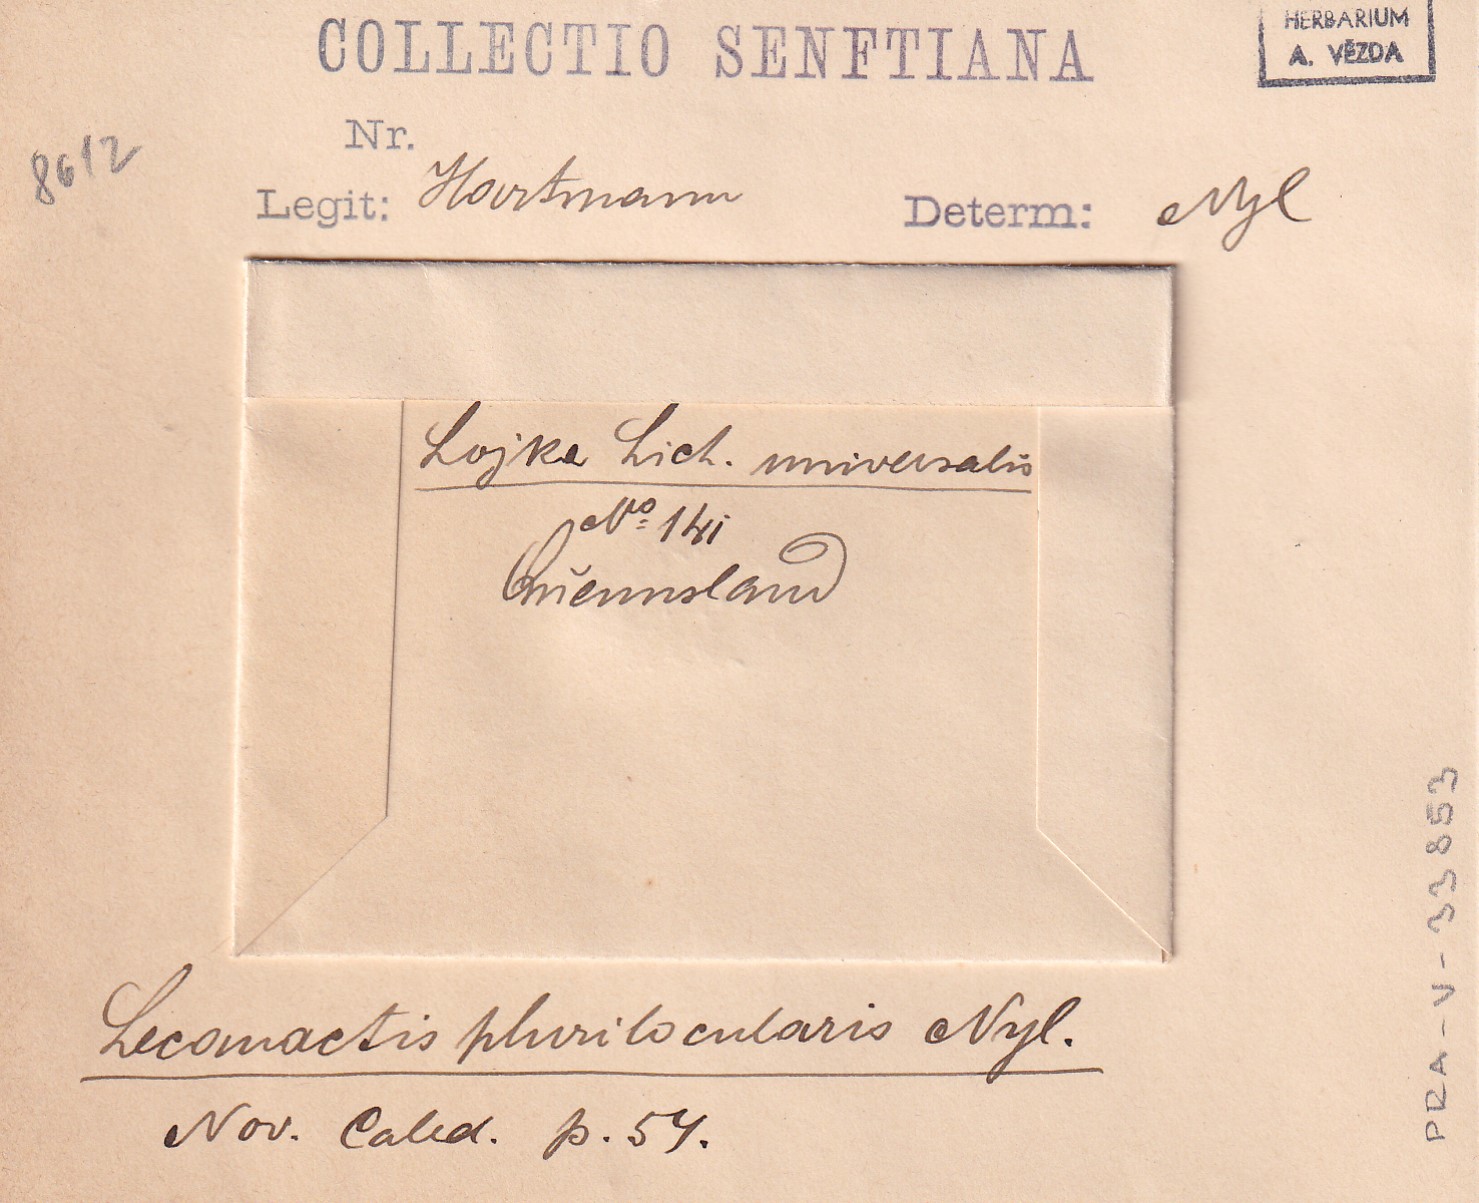 COLLECTIO SENFTIANA
HERBARIUM
A. VĚZDA
Nr.
8612
Legit: Hartmann
Determ: Nyl
Lojka Lich. universalis
No. 141
Queensland
Lecanactis plurilocularis Nyl.
Nov. Caled. p. 54.
PRA-V-33853